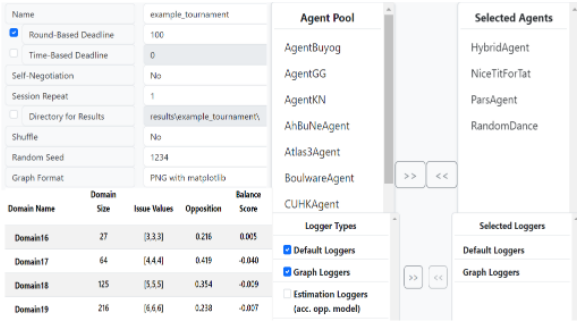 Name example_tournament
Round-Based Deadline 100
Time-Based Deadline 0
Self-Negotiation No
Session Repeat 1
Directory for Results results\example_tournament\
Shuffle No
Random Seed 1234
Graph Format PNG with matplotlib
Domain Name Domain Size Issue Values Opposition Balance Score
Domain16 27 [3,3,3] 0.216 0.005
Domain17 64 [4,4,4] 0.419 -0.040
Domain18 125 [5,5,5] 0.354 -0.009
Domain19 216 [6,6,6] 0.238 -0.007
Agent Pool
AgentBuyog
AgentGG
AgentKN
AhBuNeAgent
Atlas3Agent
BoulwareAgent
CUHKAgent
>> <<
Selected Agents
HybridAgent
NiceTitForTat
ParsAgent
RandomDance
Logger Types
Default Loggers
Graph Loggers
Estimation Loggers
(acc. opp. model)
>> <<
Selected Loggers
Default Loggers
Graph Loggers